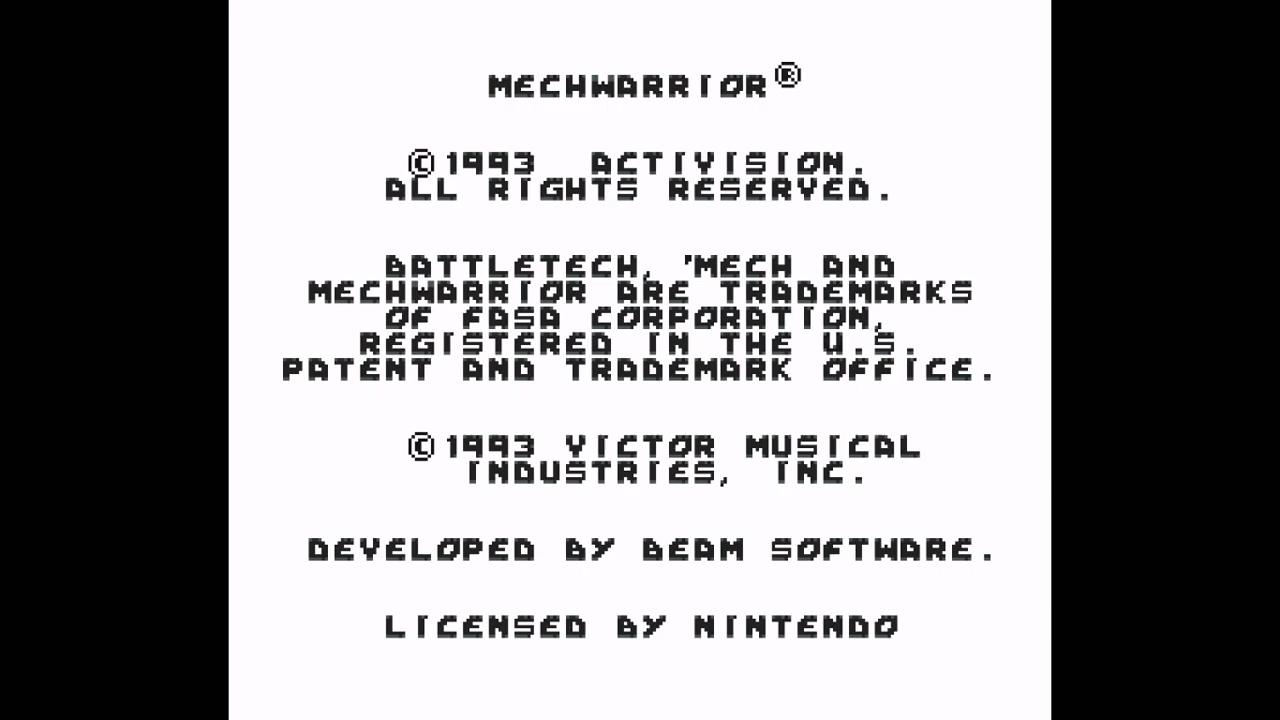 MECHWARRIOR®
©1993 ACTIVISION.
ALL RIGHTS RESERVED.
BATTLETECH, 'MECH AND
MECHWARRIOR ARE TRADEMARKS
OF FASA CORPORATION,
REGISTERED IN THE U.S.
PATENT AND TRADEMARK OFFICE.
©1993 VICTOR MUSICAL
INDUSTRIES, INC.
DEVELOPED BY BEAM SOFTWARE.
LICENSED BY NINTENDO